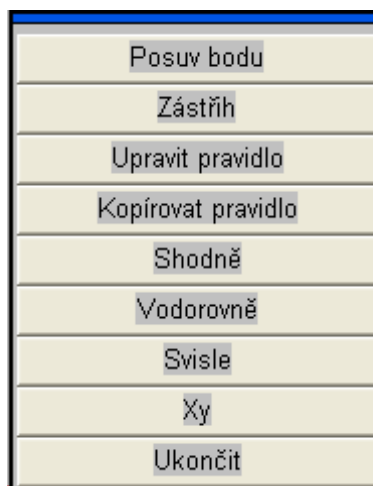 Posuv bodu
Zástřih
Upravit pravidlo
Kopírovat pravidlo
Shodně
Vodorovně
Svisle
Xy
Ukončit